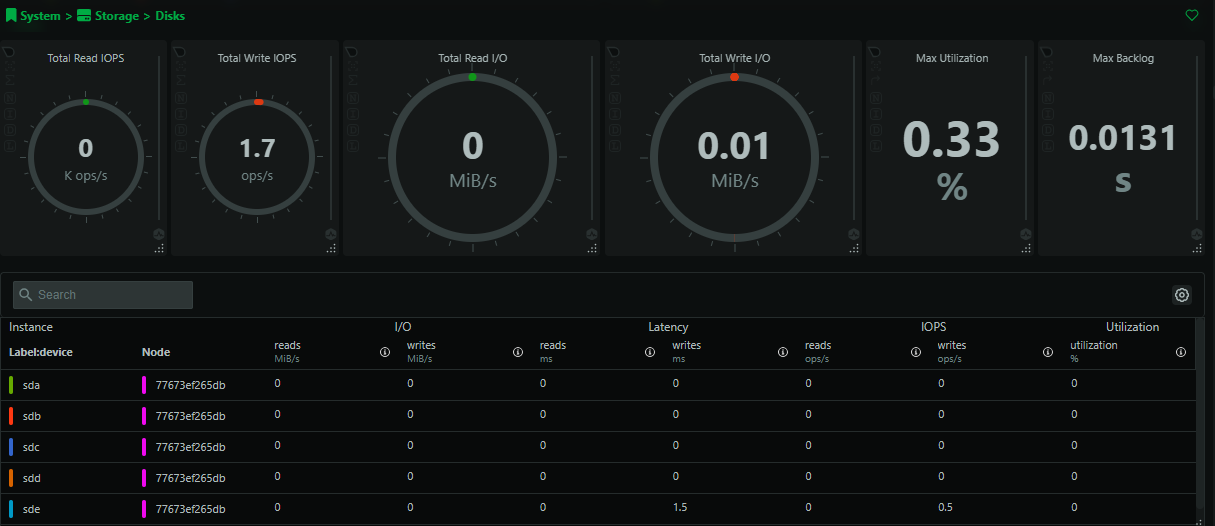 System > Storage > Disks
Total Read IOPS
0
K ops/s
Total Write IOPS
1.7
ops/s
Total Read I/O
0
MiB/s
Total Write I/O
0.01
MiB/s
Max Utilization
0.33
%
Max Backlog
0.0131
s
Search
Instance I/O Latency IOPS Utilization
Label:device Node reads writes reads writes reads writes utilization
MiB/s MiB/s ms ms ops/s ops/s %
sda 77673ef265db 0 0 0 0 0 0 0
sdb 77673ef265db 0 0 0 0 0 0 0
sdc 77673ef265db 0 0 0 0 0 0 0
sdd 77673ef265db 0 0 0 0 0 0 0
sde 77673ef265db 0 0 0 1.5 0 0.5 0